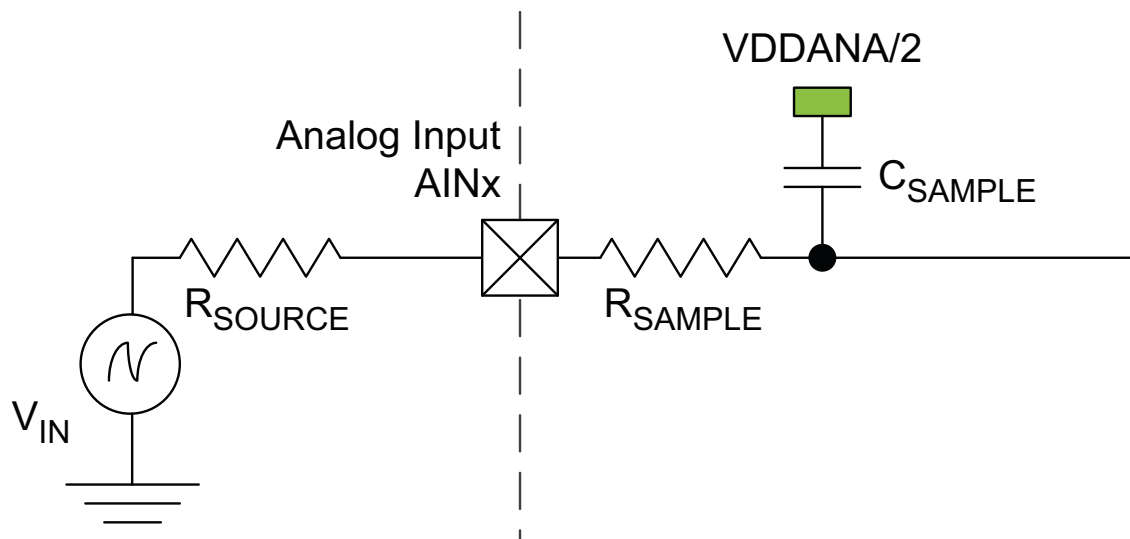 VDDANA/2
Analog Input
AINx
CSAMPLE
RSOURCE
RSAMPLE
VIN